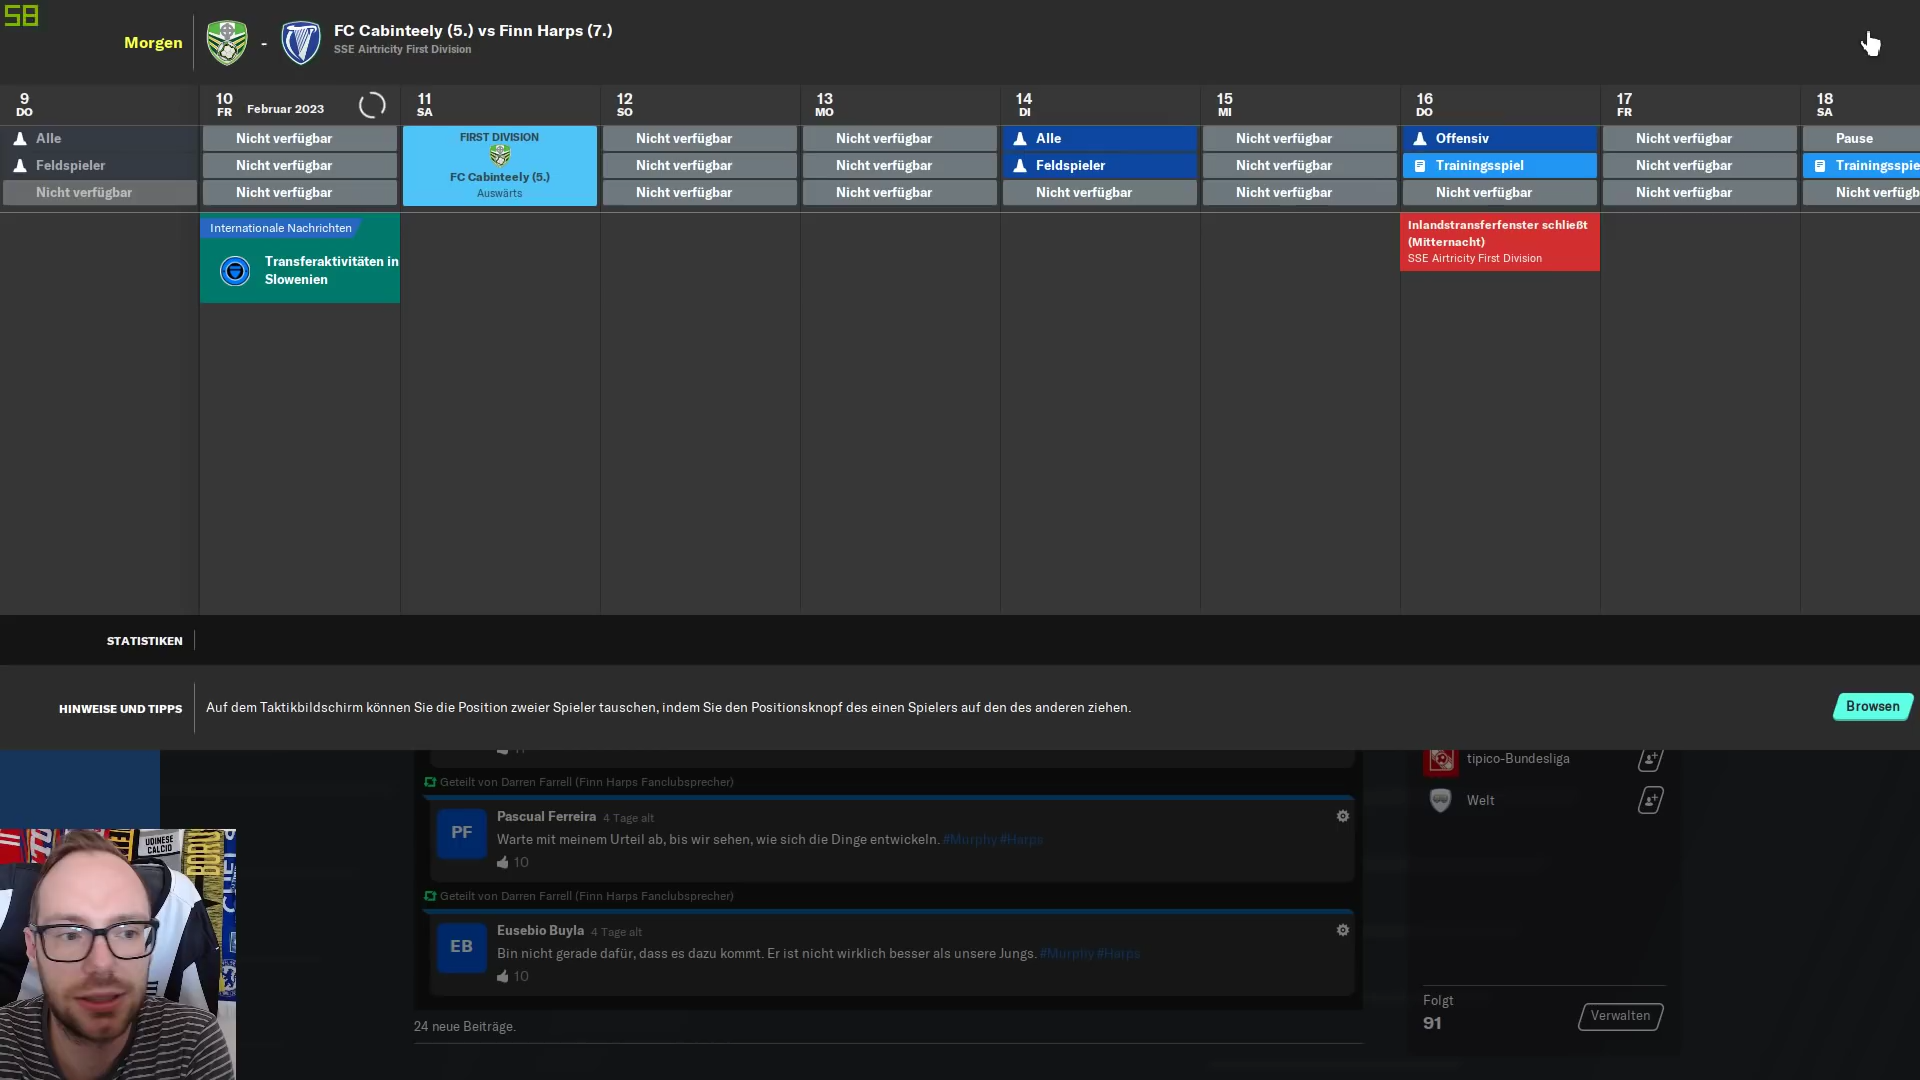 58
Morgen
-
FC Cabinteely (5.) vs Finn Harps (7.)
SSE Airtricity First Division
9
DO
10
FR
Februar 2023
11
SA
12
SO
13
MO
14
DI
15
MI
16
DO
17
FR
18
SA
Alle
Feldspieler
Nicht verfügbar
Nicht verfügbar
Nicht verfügbar
Nicht verfügbar
FIRST DIVISION
FC Cabinteely (5.)
Auswärts
Nicht verfügbar
Nicht verfügbar
Nicht verfügbar
Nicht verfügbar
Nicht verfügbar
Nicht verfügbar
Alle
Feldspieler
Nicht verfügbar
Nicht verfügbar
Nicht verfügbar
Nicht verfügbar
Offensiv
Trainingsspiel
Nicht verfügbar
Nicht verfügbar
Nicht verfügbar
Nicht verfügbar
Pause
Trainingsspie
Nicht verfügb
Internationale Nachrichten
Transferaktivitäten in
Slowenien
Inlandstransferfenster schließt
(Mitternacht)
SSE Airtricity First Division
STATISTIKEN
HINWEISE UND TIPPS
Auf dem Taktikbildschirm können Sie die Position zweier Spieler tauschen, indem Sie den Positionsknopf des einen Spielers auf den des anderen ziehen.
Browsen
Geteilt von Darren Farrell (Finn Harps Fanclubsprecher)
PF
Pascual Ferreira 4 Tage alt
Warte mit meinem Urteil ab, bis wir sehen, wie sich die Dinge entwickeln. #Murphy #Harps
10
Geteilt von Darren Farrell (Finn Harps Fanclubsprecher)
EB
Eusebio Buyla 4 Tage alt
Bin nicht gerade dafür, dass es dazu kommt. Er ist nicht wirklich besser als unsere Jungs. #Murphy #Harps
10
24 neue Beiträge.
tipico-Bundesliga
Welt
Folgt
91
Verwalten
UDINESE
CALCIO